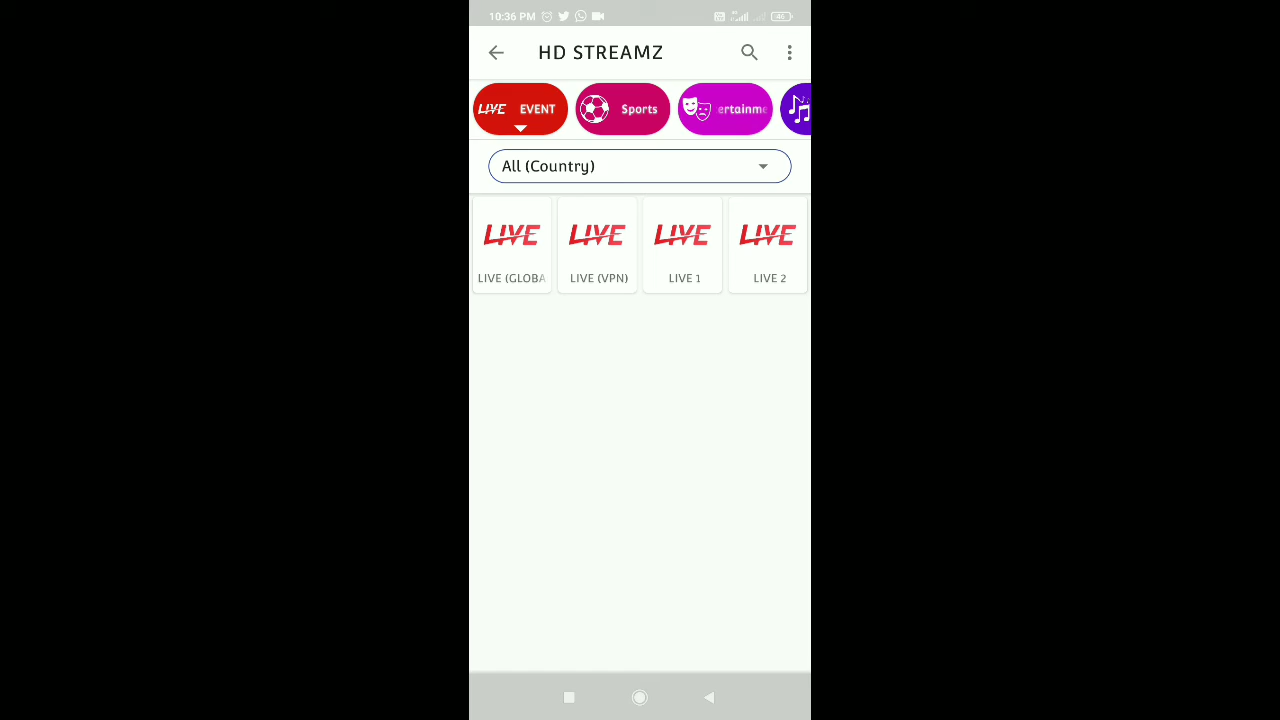 10:36 PM
46
HD STREAMZ
LIVE EVENT
Sports
ertainme
All (Country)
LIVE LIVE LIVE LIVE
LIVE (GLOBA LIVE (VPN) LIVE 1 LIVE 2